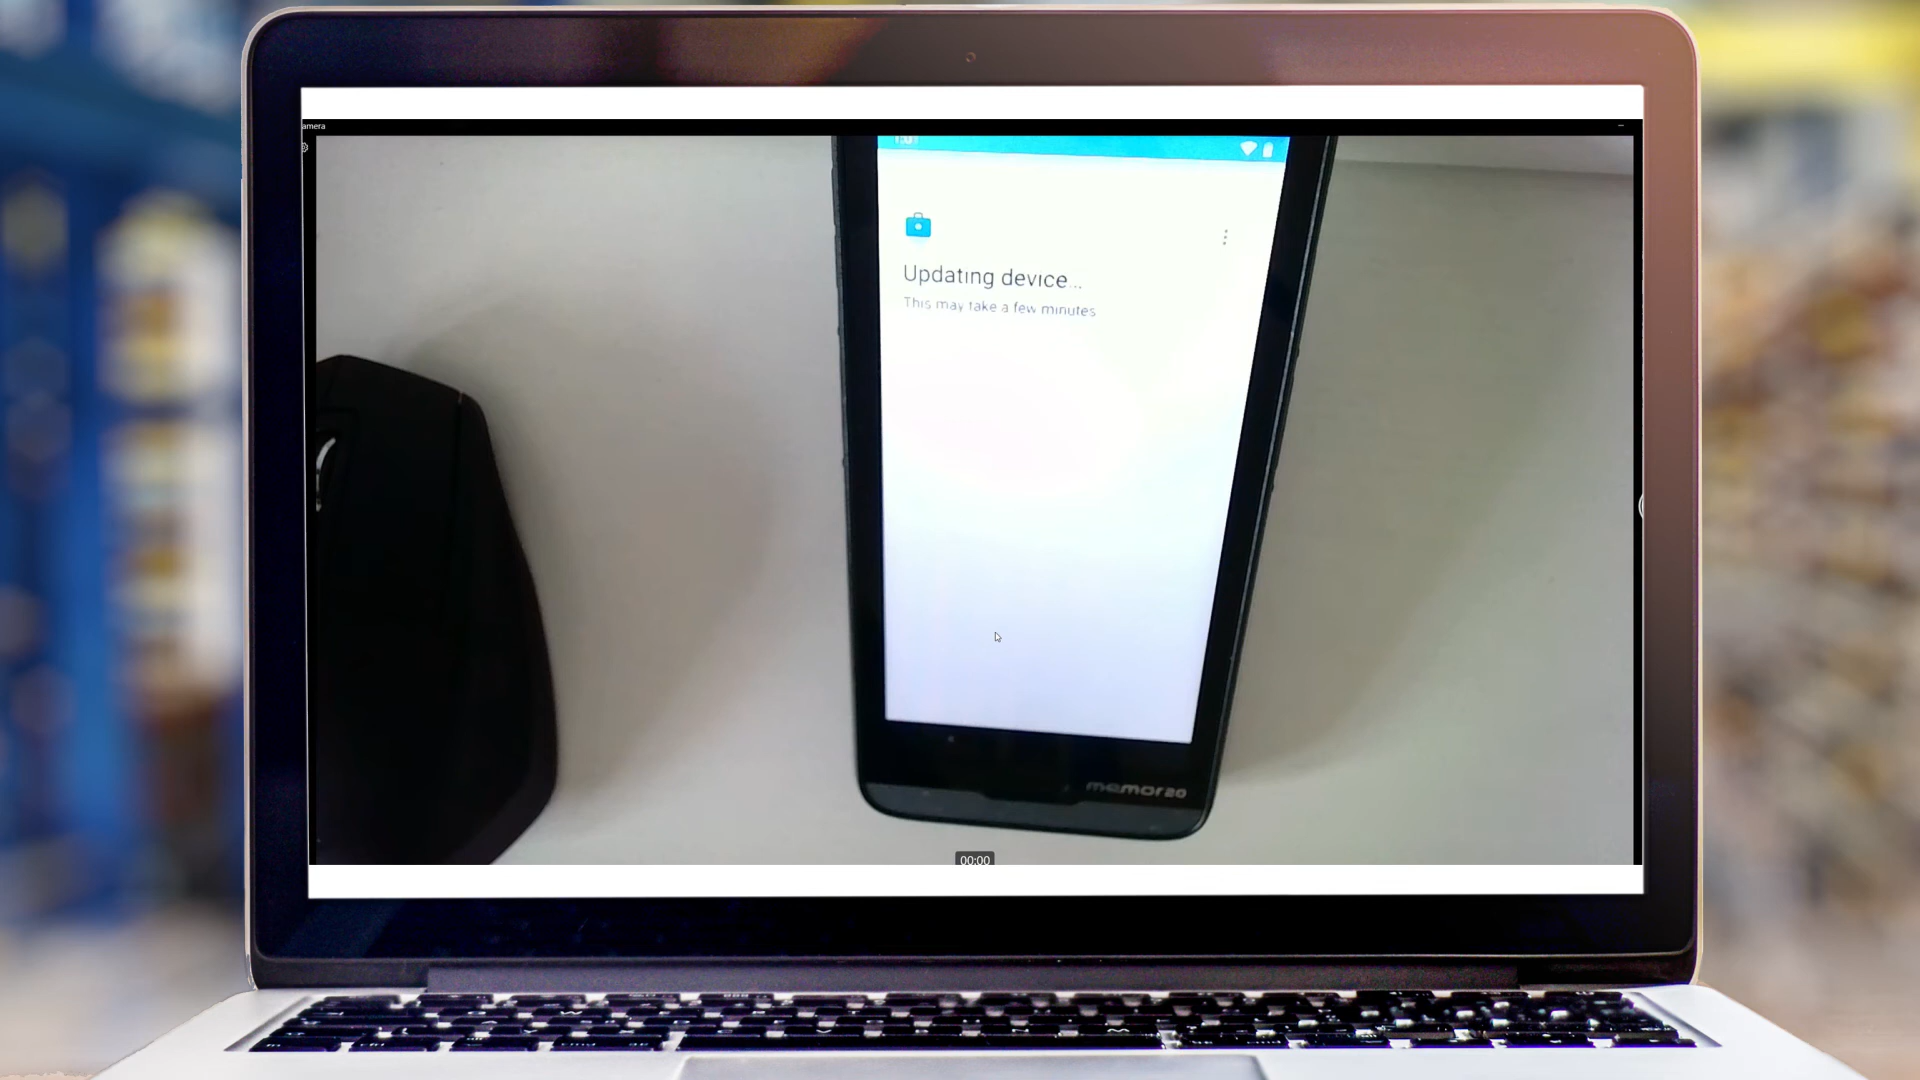 amera
Updating device...
This may take a few minutes
memor20
00:00